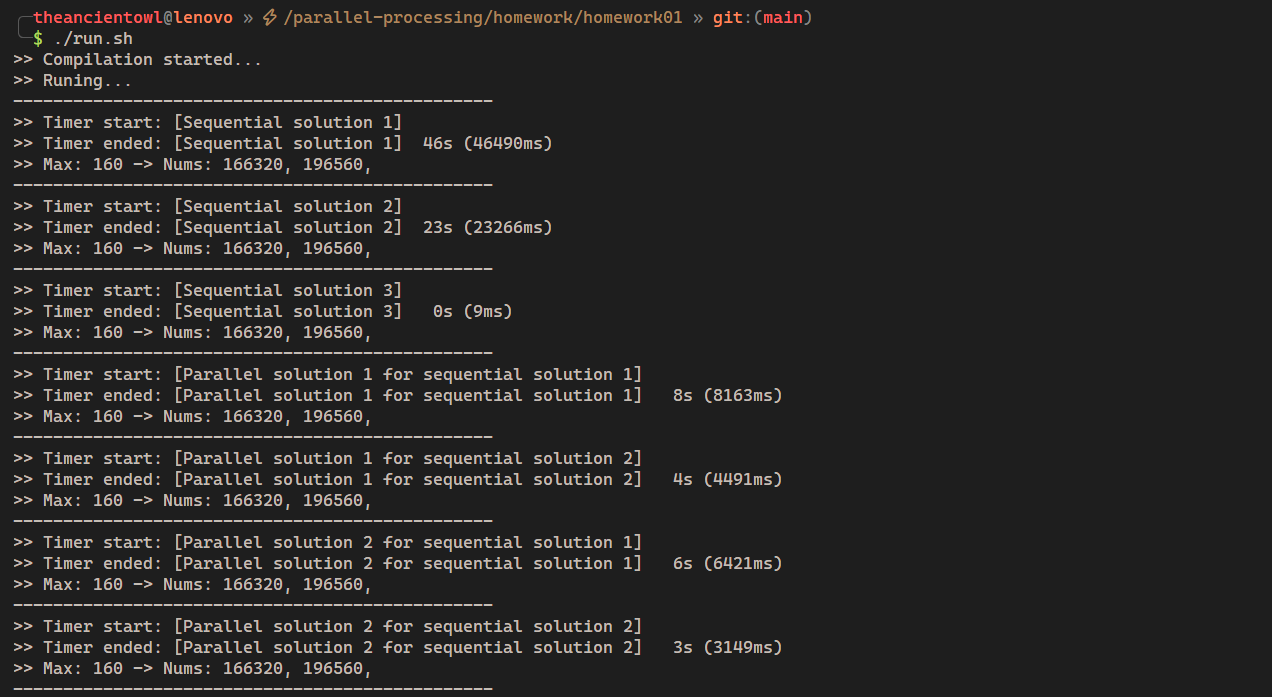 theancientowl@lenovo » ⚡/parallel-processing/homework/homework01 » git:(main)
$ ./run.sh
>> Compilation started...
>> Runing...
------------------------------------------------
>> Timer start: [Sequential solution 1]
>> Timer ended: [Sequential solution 1]  46s (46490ms)
>> Max: 160 -> Nums: 166320, 196560,
------------------------------------------------
>> Timer start: [Sequential solution 2]
>> Timer ended: [Sequential solution 2]  23s (23266ms)
>> Max: 160 -> Nums: 166320, 196560,
------------------------------------------------
>> Timer start: [Sequential solution 3]
>> Timer ended: [Sequential solution 3]   0s (9ms)
>> Max: 160 -> Nums: 166320, 196560,
------------------------------------------------
>> Timer start: [Parallel solution 1 for sequential solution 1]
>> Timer ended: [Parallel solution 1 for sequential solution 1]   8s (8163ms)
>> Max: 160 -> Nums: 166320, 196560,
------------------------------------------------
>> Timer start: [Parallel solution 1 for sequential solution 2]
>> Timer ended: [Parallel solution 1 for sequential solution 2]   4s (4491ms)
>> Max: 160 -> Nums: 166320, 196560,
------------------------------------------------
>> Timer start: [Parallel solution 2 for sequential solution 1]
>> Timer ended: [Parallel solution 2 for sequential solution 1]   6s (6421ms)
>> Max: 160 -> Nums: 166320, 196560,
------------------------------------------------
>> Timer start: [Parallel solution 2 for sequential solution 2]
>> Timer ended: [Parallel solution 2 for sequential solution 2]   3s (3149ms)
>> Max: 160 -> Nums: 166320, 196560,
------------------------------------------------